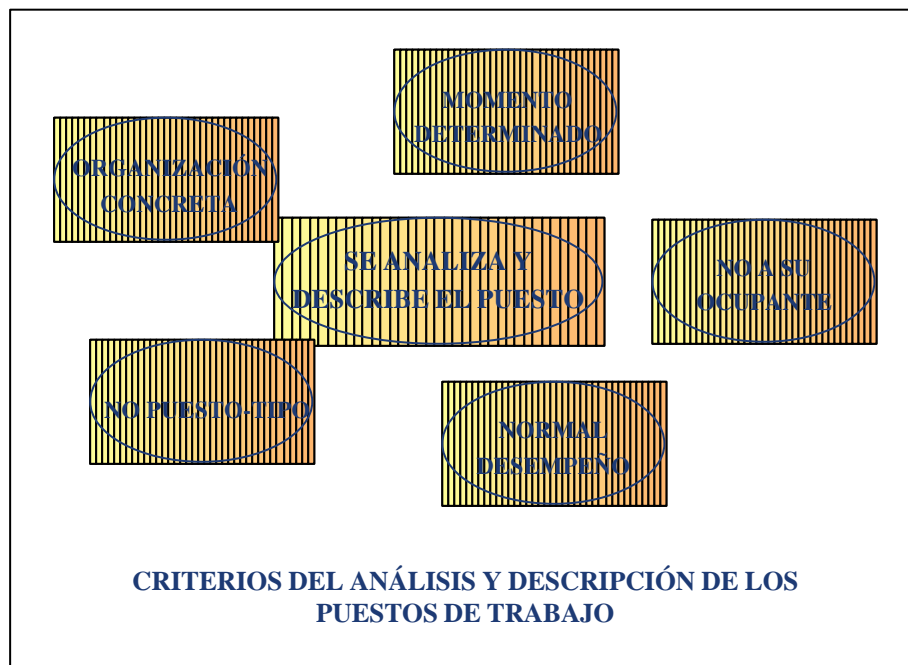 MOMENTO
DETERMINADO
ORGANIZACIÓN
CONCRETA
SE ANALIZA Y
DESCRIBE EL PUESTO
NO A SU
OCUPANTE
NO PUESTO-TIPO
NORMAL
DESEMPEÑO
CRITERIOS DEL ANÁLISIS Y DESCRIPCIÓN DE LOS
PUESTOS DE TRABAJO